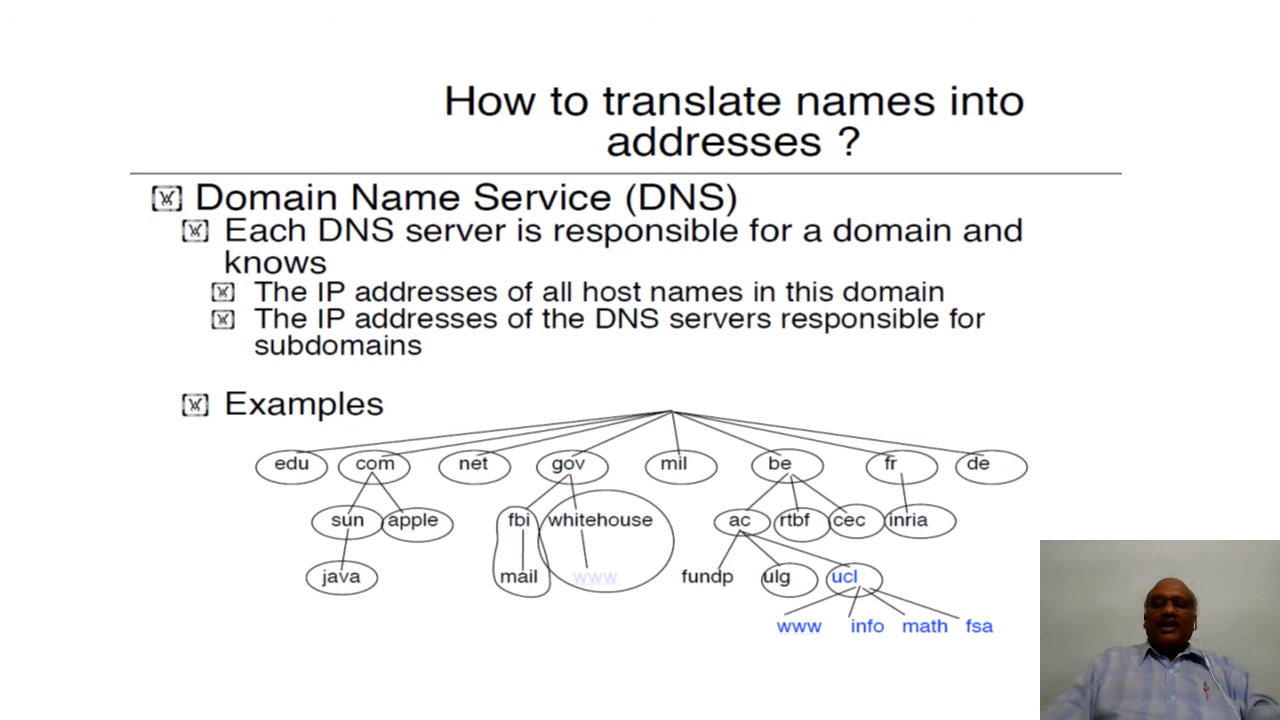 How to translate names into
addresses ?
Domain Name Service (DNS)
Each DNS server is responsible for a domain and
knows
The IP addresses of all host names in this domain
The IP addresses of the DNS servers responsible for
subdomains
Examples
edu com net gov mil be fr de
sun apple fbi whitehouse ac rtbf cec inria
java mail www fundp ulg ucl
www info math fsa